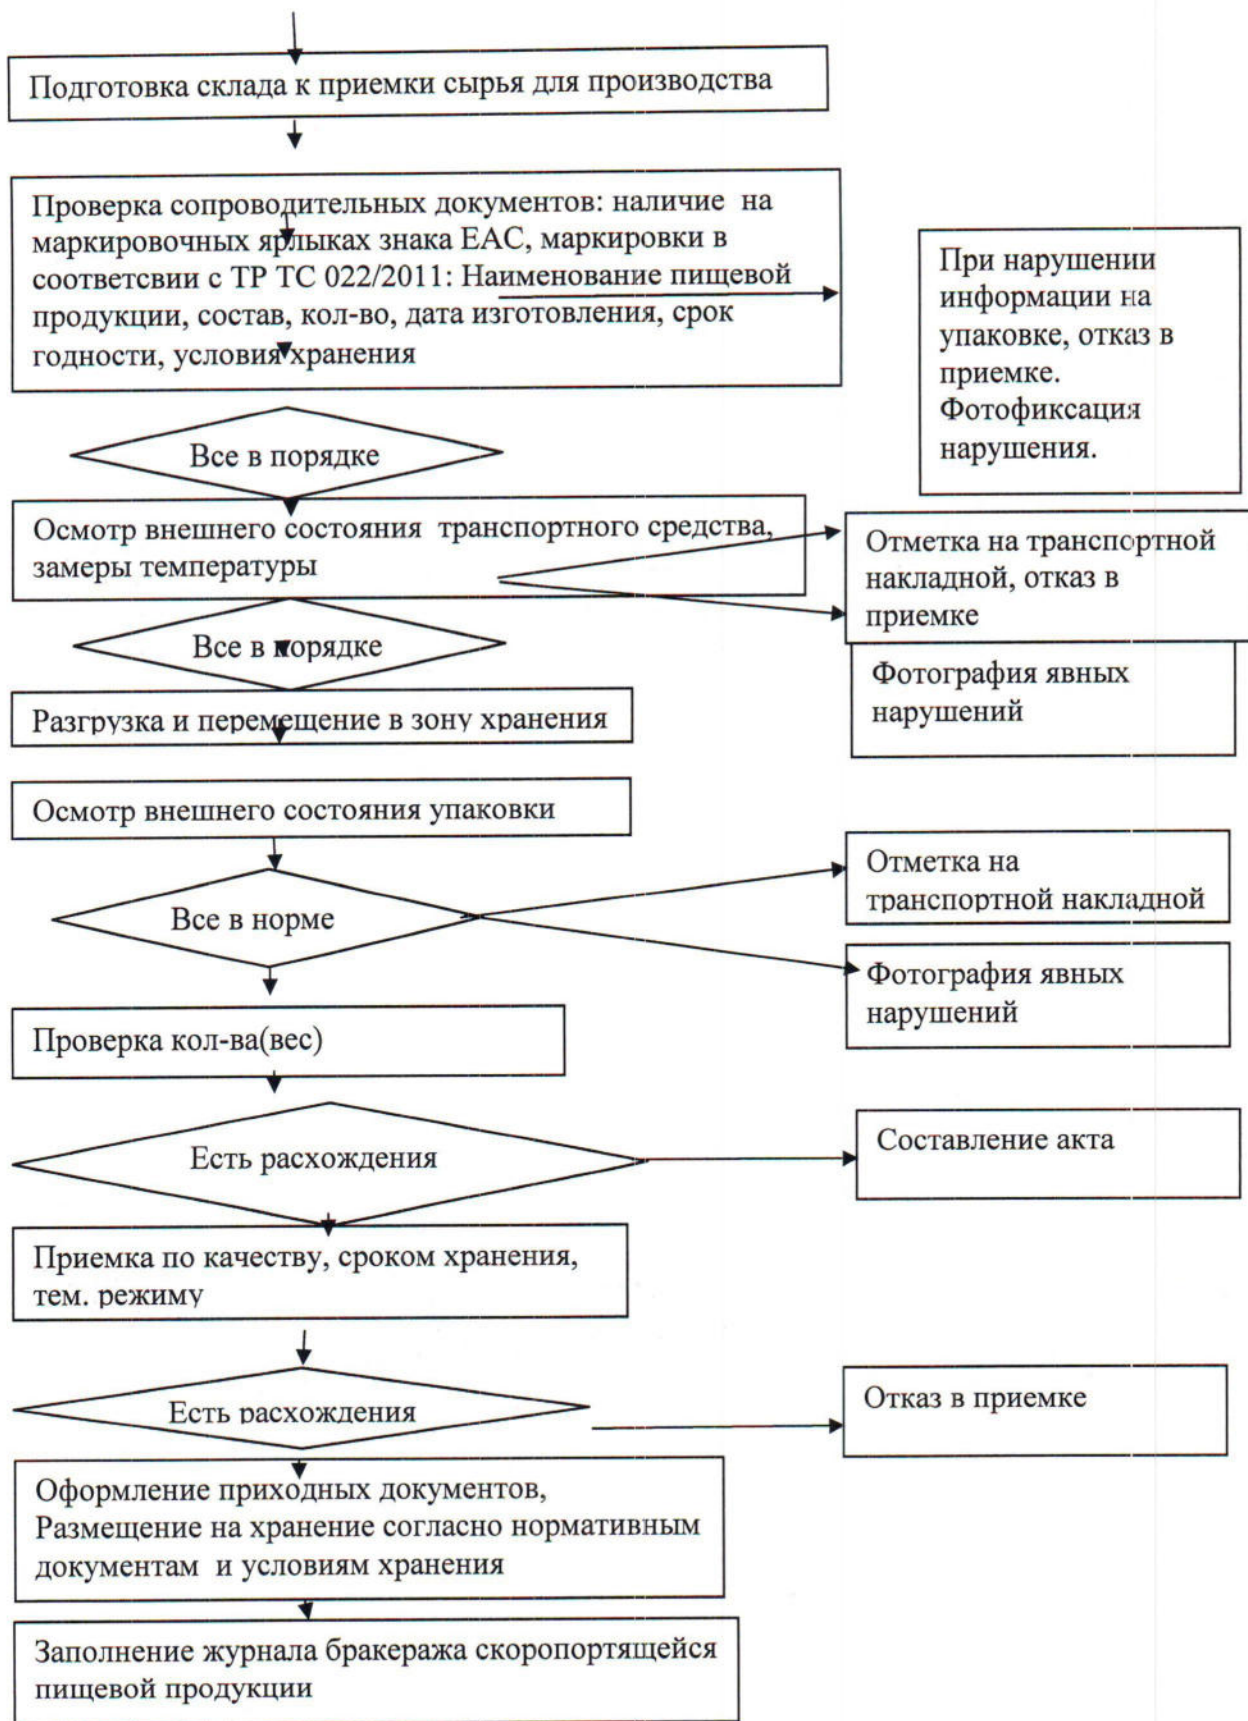 Подготовка склада к приемки сырья для производства
Проверка сопроводительных документов: наличие на
маркировочных ярлыках знака ЕАС, маркировки в
соответсвии с ТР ТС 022/2011: Наименование пищевой
продукции, состав, кол-во, дата изготовления, срок
годности, условия хранения
При нарушении
информации на
упаковке, отказ в
приемке.
Фотофиксация
нарушения.
Все в порядке
Осмотр внешнего состояния транспортного средства,
замеры температуры
Отметка на транспортной
накладной, отказ в
приемке
Все в порядке
Фотография явных
нарушений
Разгрузка и перемещение в зону хранения
Осмотр внешнего состояния упаковки
Отметка на
транспортной накладной
Все в норме
Фотография явных
нарушений
Проверка кол-ва(вес)
Есть расхождения
Составление акта
Приемка по качеству, сроком хранения,
тем. режиму
Есть расхождения
Отказ в приемке
Оформление приходных документов,
Размещение на хранение согласно нормативным
документам и условиям хранения
Заполнение журнала бракеража скоропортящейся
пищевой продукции